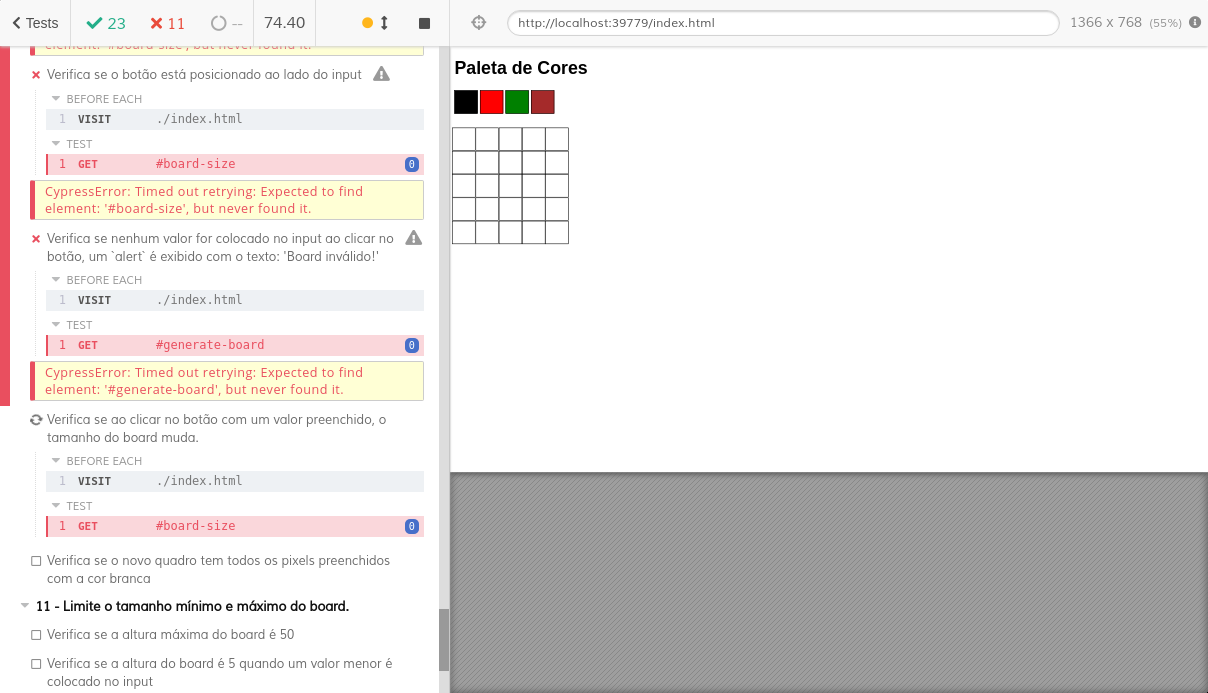 Tests 23 11 -- 74.40 http://localhost:39779/index.html 1366 x 768 (55%)
element: '#board-size', but never found it.
Verifica se o botão está posicionado ao lado do input
BEFORE EACH
1 VISIT ./index.html
TEST
1 GET #board-size 0
CypressError: Timed out retrying: Expected to find
element: '#board-size', but never found it.
Verifica se nenhum valor for colocado no input ao clicar no
botão, um `alert` é exibido com o texto: 'Board inválido!'
BEFORE EACH
1 VISIT ./index.html
TEST
1 GET #generate-board 0
CypressError: Timed out retrying: Expected to find
element: '#generate-board', but never found it.
Verifica se ao clicar no botão com um valor preenchido, o
tamanho do board muda.
BEFORE EACH
1 VISIT ./index.html
TEST
1 GET #board-size 0
Verifica se o novo quadro tem todos os pixels preenchidos
com a cor branca
11 - Limite o tamanho mínimo e máximo do board.
Verifica se a altura máxima do board é 50
Verifica se a altura do board é 5 quando um valor menor é
colocado no input
Paleta de Cores